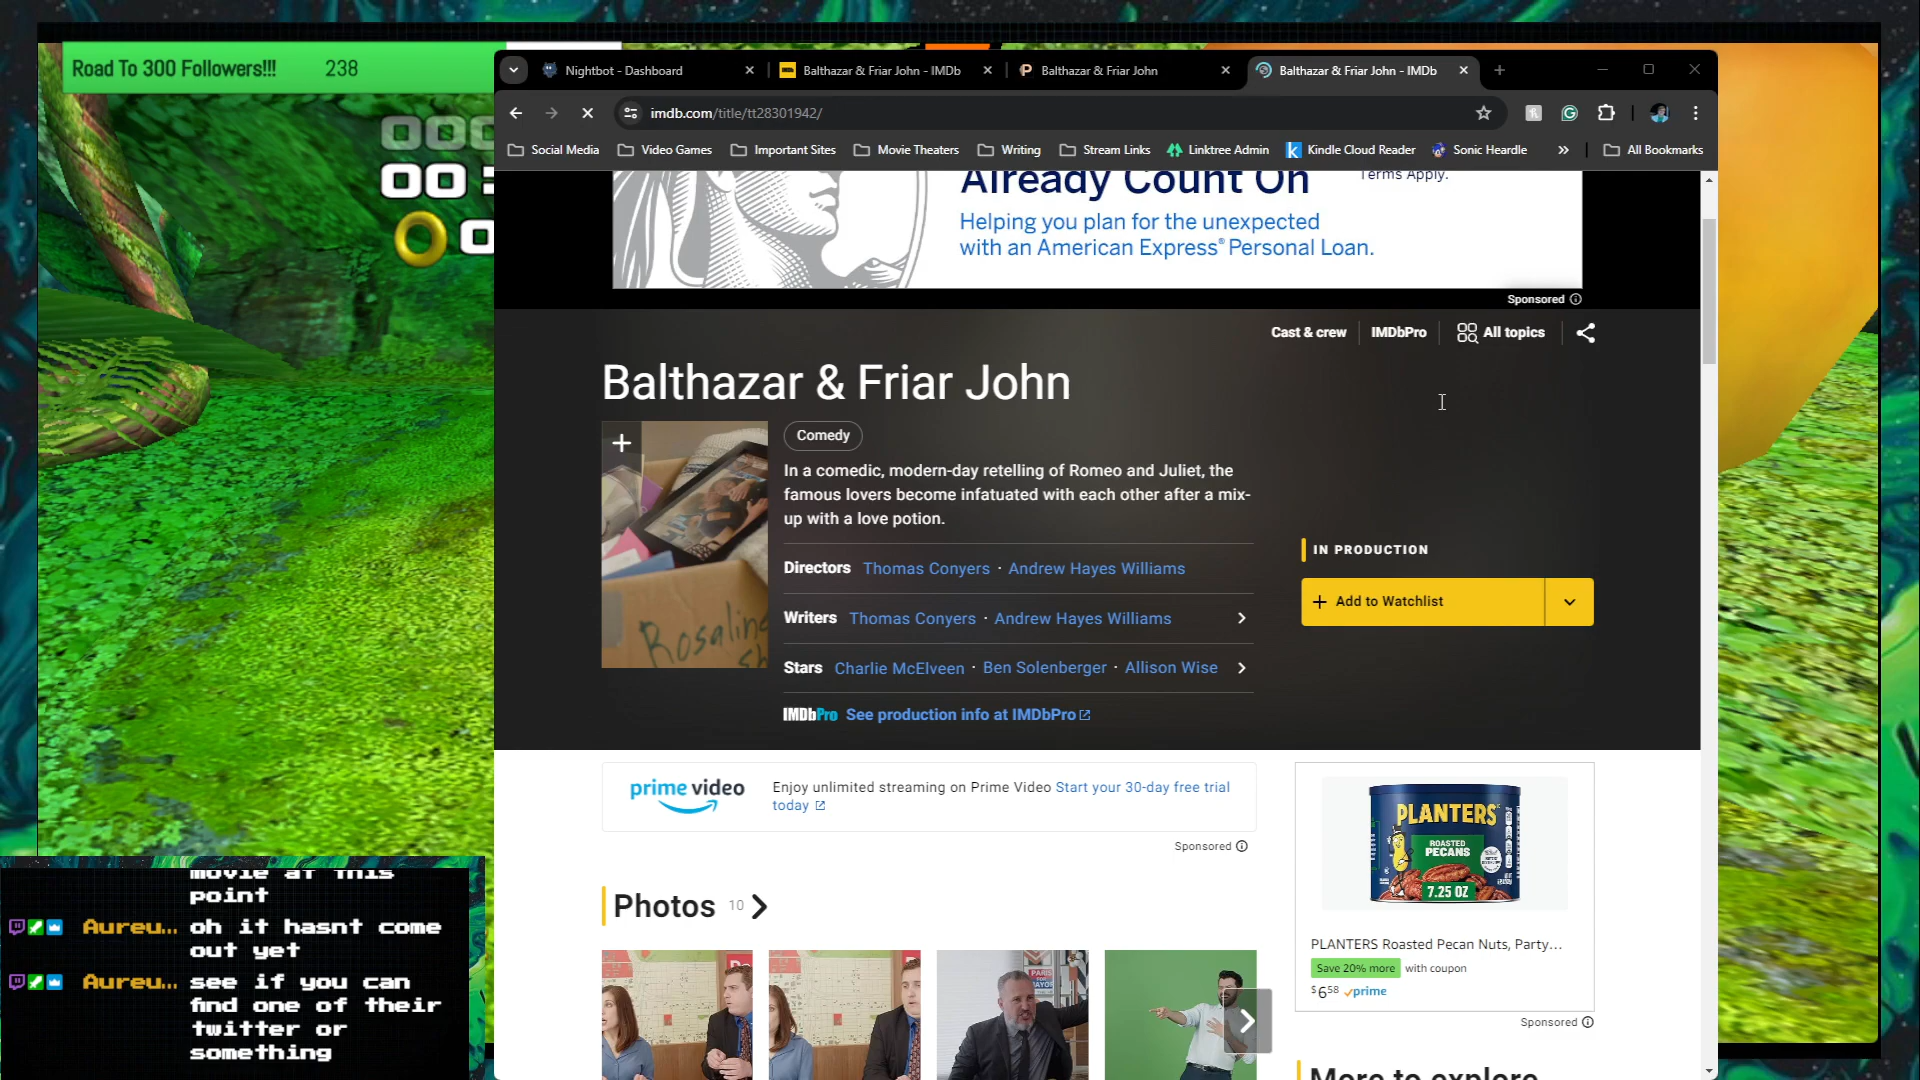 Road To 300 Followers!!! 238
Nightbot - Dashboard
Balthazar & Friar John - IMDb
Balthazar & Friar John
Balthazar & Friar John - IMDb
imdb.com/title/tt28301942/
Social Media
Video Games
Important Sites
Movie Theaters
Writing
Stream Links
Linktree Admin
Kindle Cloud Reader
Sonic Heardle
All Bookmarks
Already Count On
Terms Apply.
Helping you plan for the unexpected
with an American Express® Personal Loan.
Sponsored
Cast & crew
IMDbPro
All topics
Balthazar & Friar John
Comedy
In a comedic, modern-day retelling of Romeo and Juliet, the
famous lovers become infatuated with each other after a mix-
up with a love potion.
IN PRODUCTION
Directors Thomas Conyers · Andrew Hayes Williams
+ Add to Watchlist
Writers Thomas Conyers · Andrew Hayes Williams
Stars Charlie McElveen · Ben Solenberger · Allison Wise
IMDbPro See production info at IMDbPro
prime video
Enjoy unlimited streaming on Prime Video Start your 30-day free trial
today
Sponsored
PLANTERS
ROASTED
PECANS
7.25 OZ
Photos 10
PLANTERS Roasted Pecan Nuts, Party...
Save 20% more with coupon
$6.58 prime
Sponsored
PARIS
FOR
MAYOR
More to explore
movie at this
point
Aureu... oh it hasnt come
out yet
Aureu... see if you can
find one of their
twitter or
something